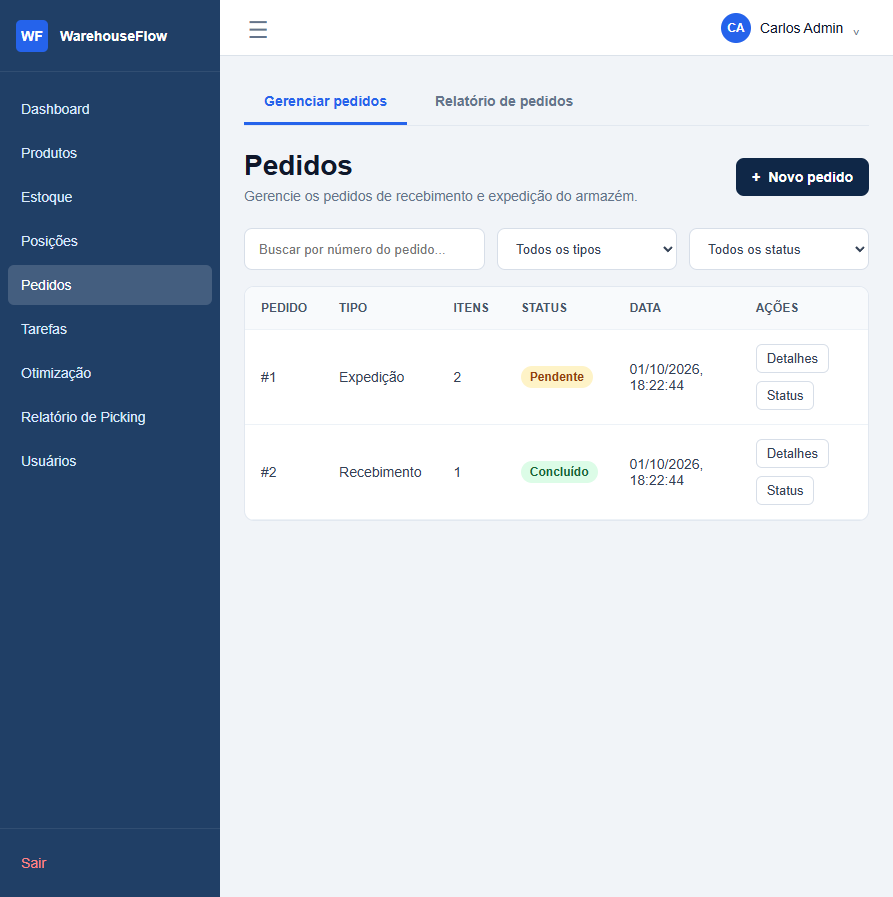 WF WarehouseFlow
Dashboard
Produtos
Estoque
Posições
Pedidos
Tarefas
Otimização
Relatório de Picking
Usuários
Sair
CA Carlos Admin
Gerenciar pedidos Relatório de pedidos
Pedidos
Gerencie os pedidos de recebimento e expedição do armazém.
+ Novo pedido
Buscar por número do pedido... Todos os tipos Todos os status
PEDIDO TIPO ITENS STATUS DATA AÇÕES
#1 Expedição 2 Pendente 01/10/2026,
18:22:44
Detalhes
Status
#2 Recebimento 1 Concluído 01/10/2026,
18:22:44
Detalhes
Status